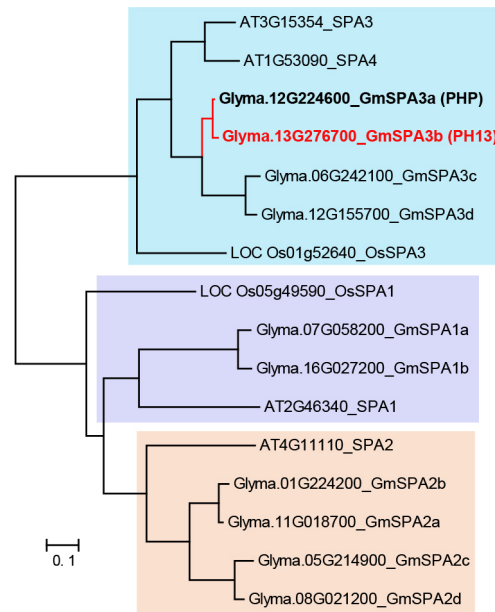 AT3G15354_SPA3
AT1G53090_SPA4
Glyma.12G224600_GmSPA3a (PHP)
Glyma.13G276700_GmSPA3b (PH13)
Glyma.06G242100_GmSPA3c
Glyma.12G155700_GmSPA3d
LOC Os01g52640_OsSPA3
LOC Os05g49590_OsSPA1
Glyma.07G058200_GmSPA1a
Glyma.16G027200_GmSPA1b
AT2G46340_SPA1
AT4G11110_SPA2
Glyma.01G224200_GmSPA2b
Glyma.11G018700_GmSPA2a
Glyma.05G214900_GmSPA2c
Glyma.08G021200_GmSPA2d
0.1